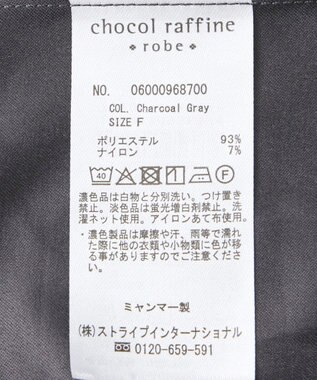 chocol raffine
robe
NO. 06000968700
COL. Charcoal Gray
SIZE F
ポリエステル 93%
ナイロン 7%
40
濃色品は白物と分別洗い。つけ置き
禁止。淡色品は蛍光増白剤禁止。洗
濯ネット使用。アイロンあて布使用。
・濃色製品は摩擦や汗、雨等で濡れ
た際に他の衣類や小物類に色が移
る事がありますのでご注意くださ
い。
ミャンマー製
(株)ストライプインターナショナル
0120-659-591